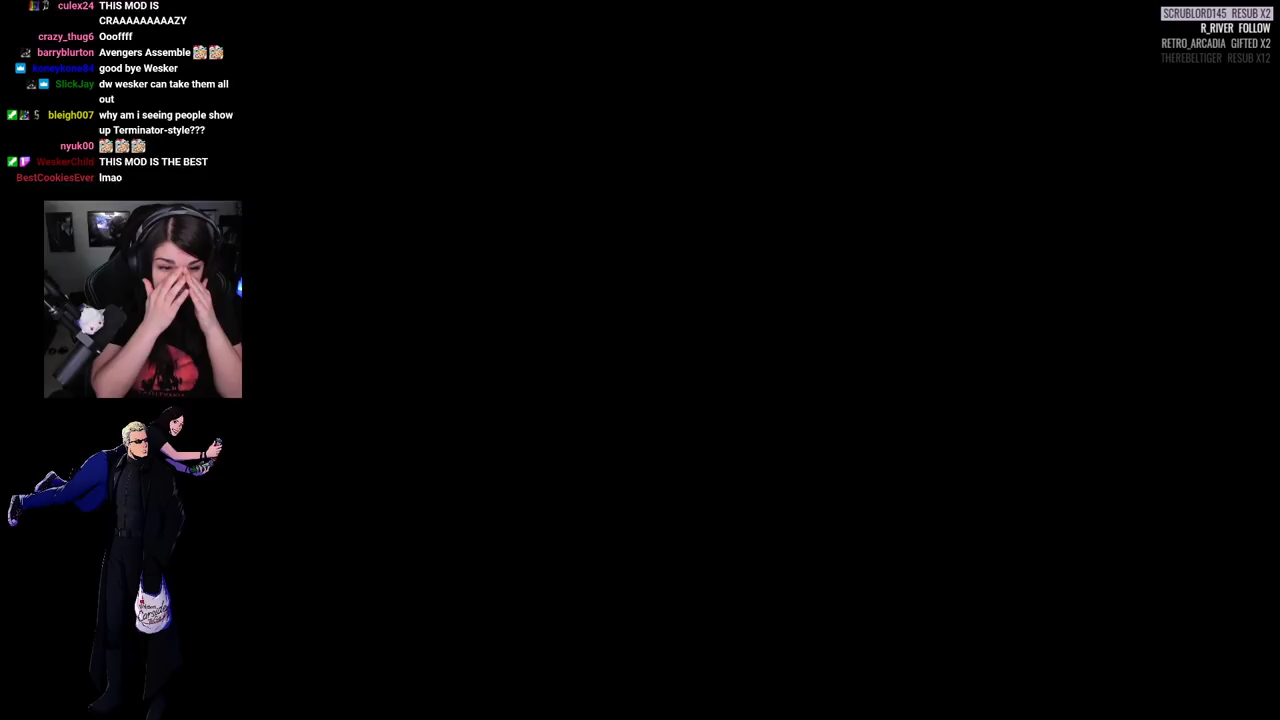 culex24 THIS MOD IS
CRAAAAAAAAZY
crazy_thug6 Oooffff
barryblurton Avengers Assemble
good bye Wesker
SlickJay dw wesker can take them all
out
bleigh007 why am i seeing people show
up Terminator-style???
nyuk00
WeskerChild THIS MOD IS THE BEST
BestCookiesEver lmao
SCRUBLORD145 RESUB X2
R_RIVER FOLLOW
RETRO_ARCADIA GIFTED X2
THEREBELTIGER RESUB X12